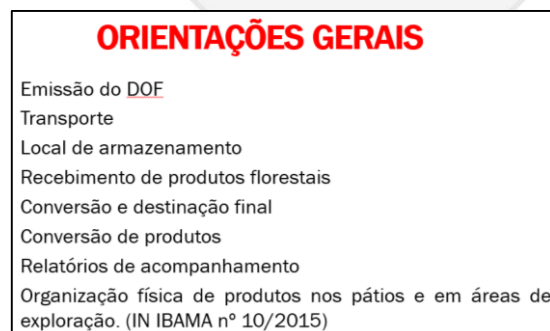 ORIENTAÇÕES GERAIS
Emissão do DOF
Transporte
Local de armazenamento
Recebimento de produtos florestais
Conversão e destinação final
Conversão de produtos
Relatórios de acompanhamento
Organização física de produtos nos pátios e em áreas de
exploração. (IN IBAMA nº 10/2015)